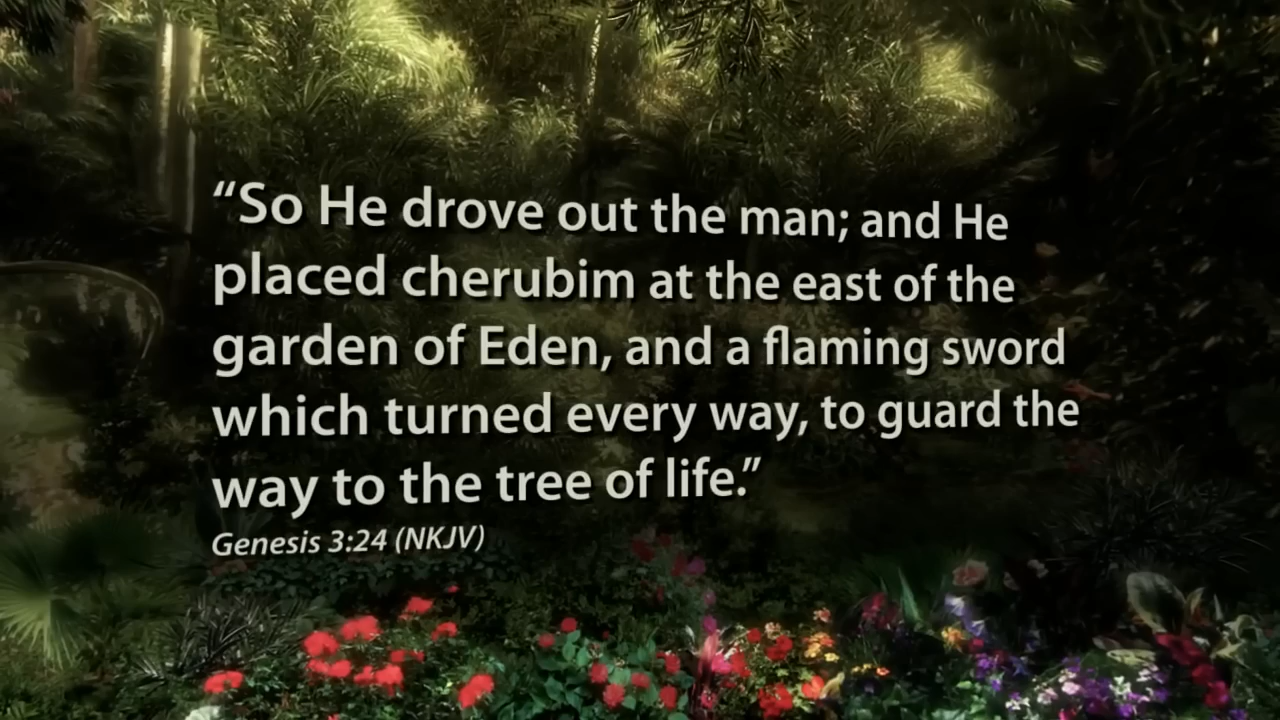 “So He drove out the man; and He
placed cherubim at the east of the
garden of Eden, and a flaming sword
which turned every way, to guard the
way to the tree of life.”
Genesis 3:24 (NKJV)